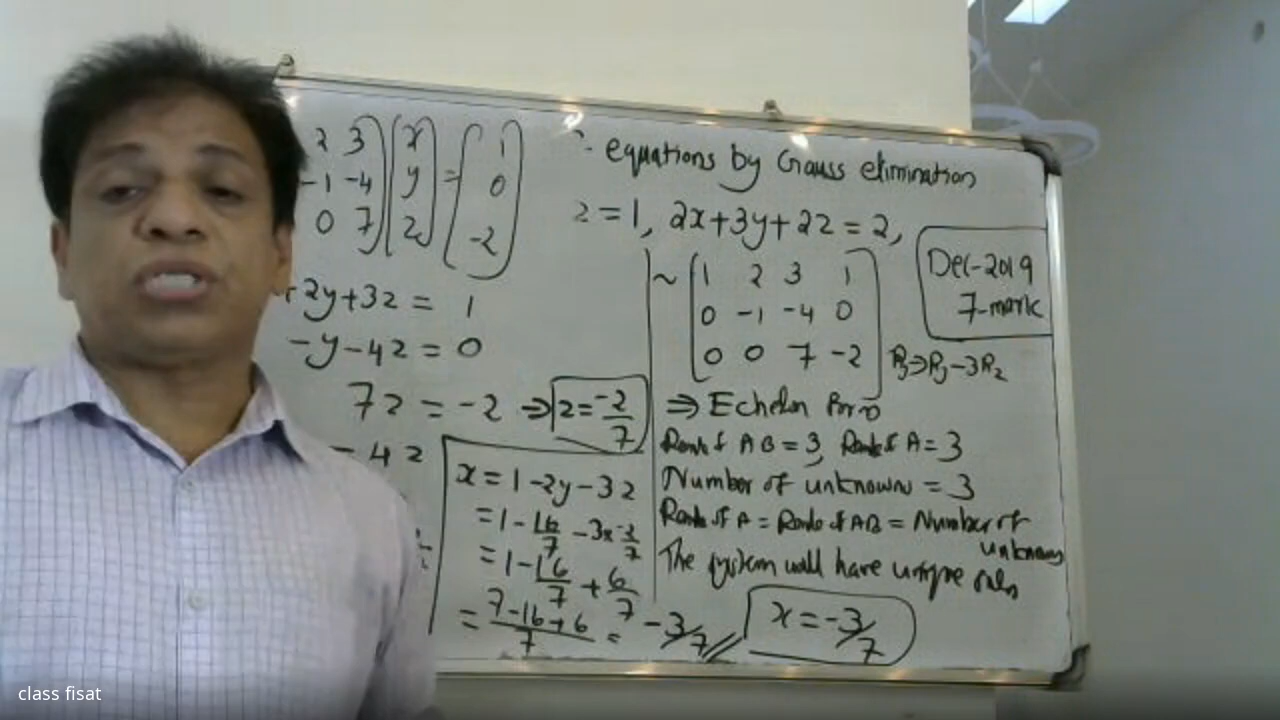 equations by Gauss elimination
z = 1, 2x+3y+2z = 2,
Dec-2019
7-mark
2 3 x 1
-1 -4 y = 0
0 7 z -2
2y+3z = 1
-y-4z = 0
7z = -2 ⇒ z = -2/7
-4z
x = 1-2y-3z
= 1 - 16/7 - 3x-2/7
= 1 - 16/7 + 6/7
= 7-16+6/7 = -3/7
~ 1 2 3 1
0 -1 -4 0
0 0 7 -2 R3→R3-3R2
⇒ Echelon form
Rank of AB = 3, Rank of A = 3
Number of unknown = 3
Rank of A = Rank of AB = Number of
unknowns
The system will have unique soln
x = -3/7
class fisat